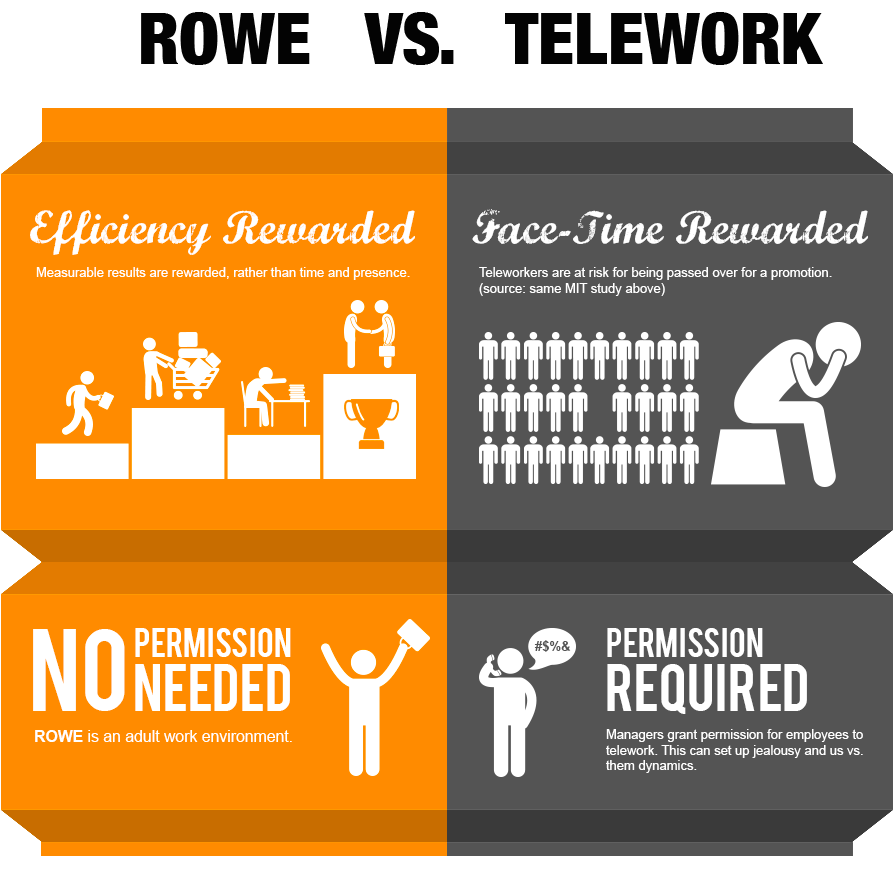 ROWE VS. TELEWORK
Efficiency Rewarded
Measurable results are rewarded, rather than time and presence.
Face-Time Rewarded
Teleworkers are at risk for being passed over for a promotion.
(source: same MIT study above)
NO PERMISSION
NEEDED
ROWE is an adult work environment.
#$%&
PERMISSION
REQUIRED
Managers grant permission for employees to
telework. This can set up jealousy and us vs.
them dynamics.